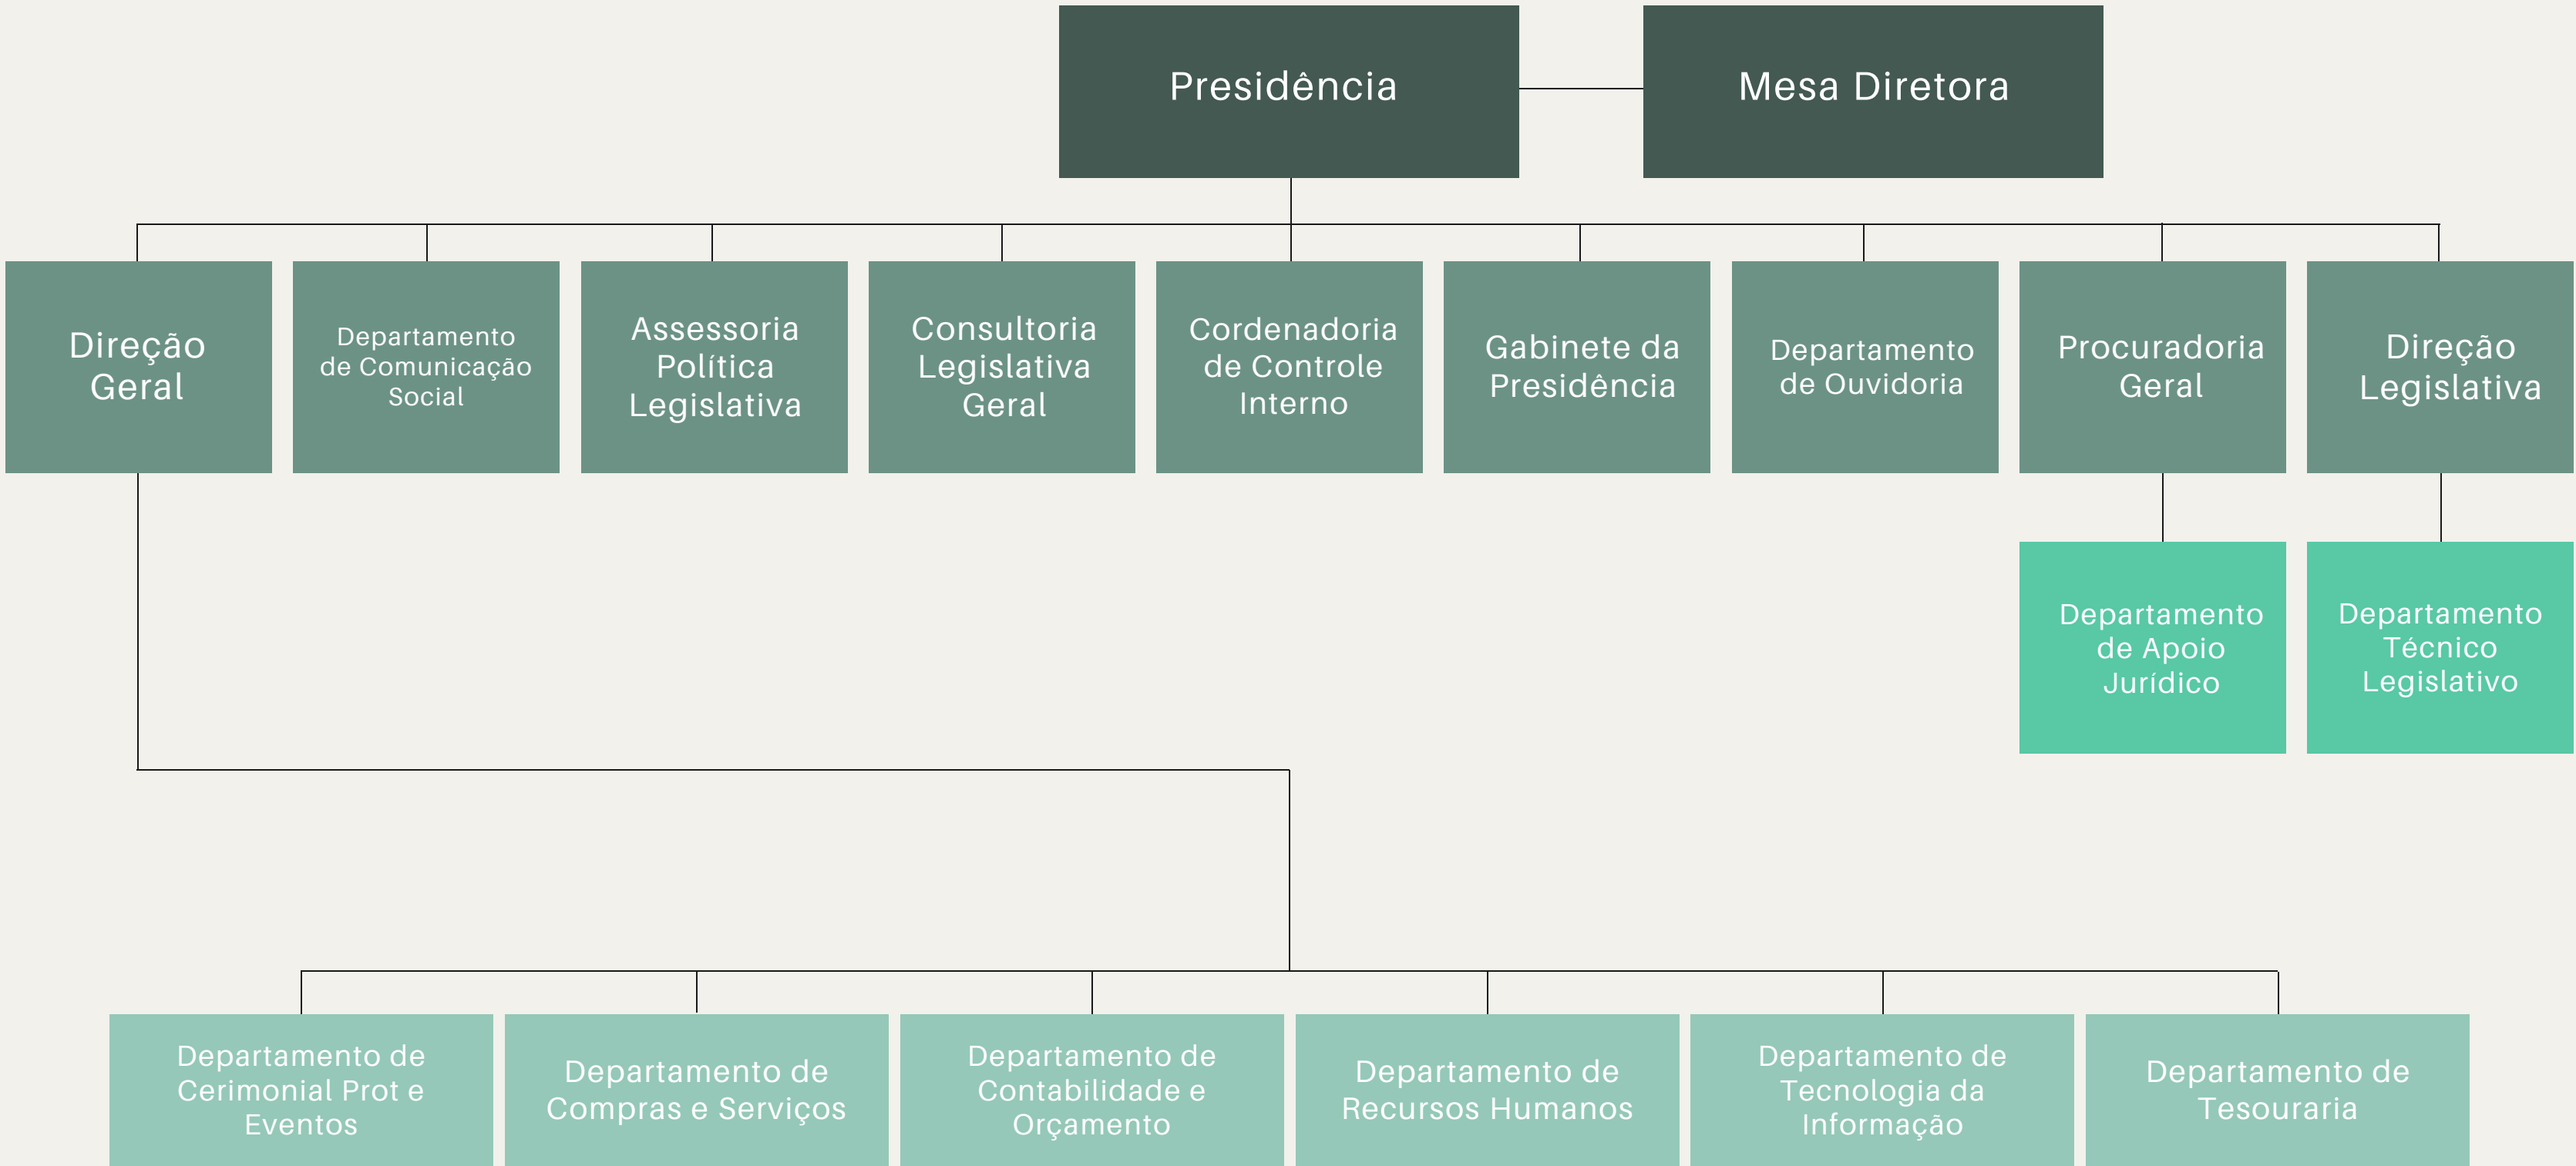 Presidência
Mesa Diretora
Direção
Geral
Departamento
de Comunicação
Social
Assessoria
Política
Legislativa
Consultoria
Legislativa
Geral
Cordenadoria
de Controle
Interno
Gabinete da
Presidência
Departamento
de Ouvidoria
Procuradoria
Geral
Direção
Legislativa
Departamento
de Apoio
Jurídico
Departamento
Técnico
Legislativo
Departamento de
Cerimonial Prot e
Eventos
Departamento de
Compras e Serviços
Departamento de
Contabilidade e
Orçamento
Departamento de
Recursos Humanos
Departamento de
Tecnologia da
Informação
Departamento de
Tesouraria